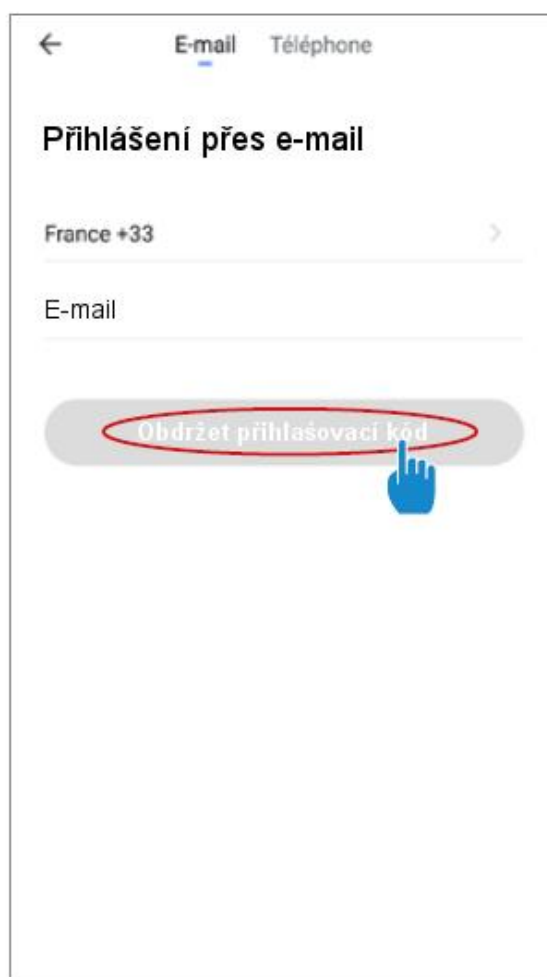 E-mail Téléphone
Přihlášení přes e-mail
France +33
E-mail
Obdržet přihlašovací kód